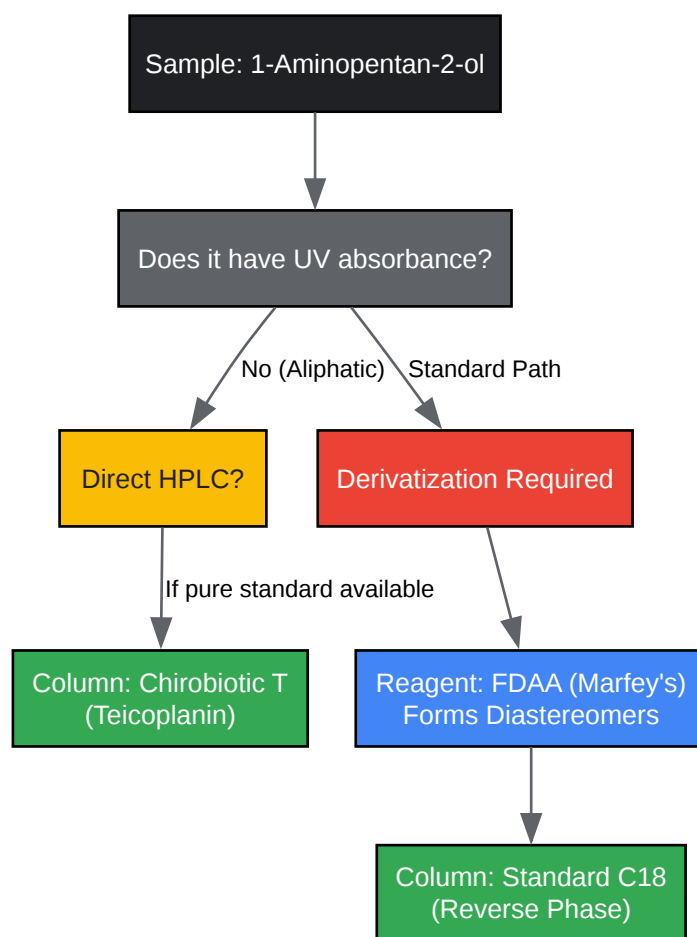 Sample: 1-Aminopentan-2-ol
Does it have UV absorbance?
No (Aliphatic)
Standard Path
Direct HPLC?
Derivatization Required
If pure standard available
Column: Chirobiotic T
(Teicoplanin)
Reagent: FDAA (Marfey's)
Forms Diastereomers
Column: Standard C18
(Reverse Phase)